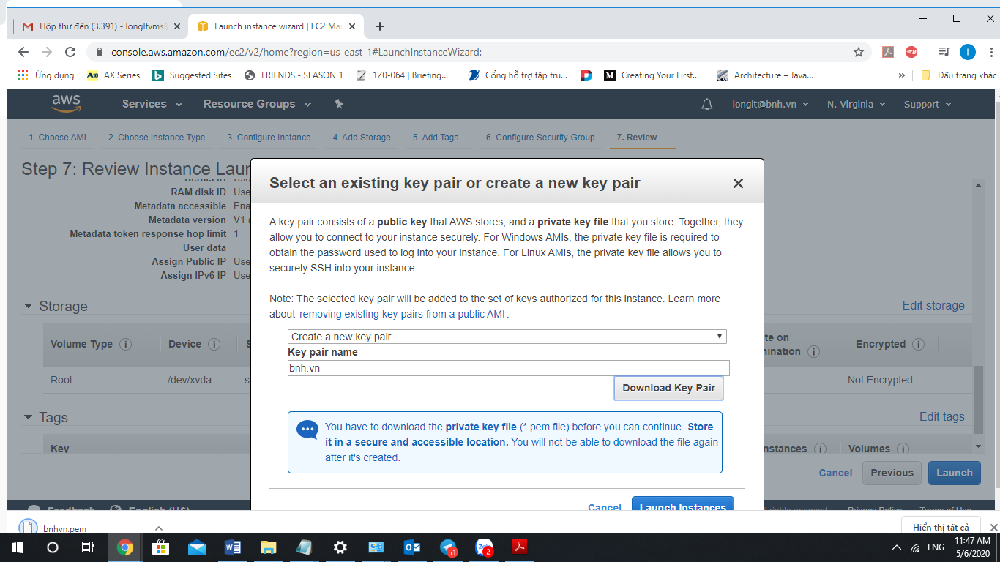 Hộp thư đến (3.391) - longltvms@
Launch instance wizard | EC2 Ma
console.aws.amazon.com/ec2/v2/home?region=us-east-1#LaunchInstanceWizard:
I
Ứng dụng
AX Series
Suggested Sites
FRIENDS - SEASON 1
1Z0-064 | Briefing...
Cổng hỗ trợ tập tru...
Creating Your First...
Architecture – Java...
»
Dấu trang khác
aws
Services
Resource Groups
longlt@bnh.vn
N. Virginia
Support
1. Choose AMI
2. Choose Instance Type
3. Configure Instance
4. Add Storage
5. Add Tags
6. Configure Security Group
7. Review
Step 7: Review Instance Laun
Kernel ID Use
RAM disk ID Use
Metadata accessible Ena
Metadata version V1 a
Metadata token response hop limit 1
User data
Assign Public IP Use
Assign IPv6 IP Use
Storage
Edit storage
Volume Type
Device
S
te on
ination
Encrypted
Root
/dev/xvda
s
Not Encrypted
Tags
Edit tags
Key
nstances
Volumes
Cancel
Previous
Launch
Select an existing key pair or create a new key pair
A key pair consists of a public key that AWS stores, and a private key file that you store. Together, they
allow you to connect to your instance securely. For Windows AMIs, the private key file is required to
obtain the password used to log into your instance. For Linux AMIs, the private key file allows you to
securely SSH into your instance.
Note: The selected key pair will be added to the set of keys authorized for this instance. Learn more
about removing existing key pairs from a public AMI.
Create a new key pair
Key pair name
bnh.vn
Download Key Pair
You have to download the private key file (*.pem file) before you can continue. Store
it in a secure and accessible location. You will not be able to download the file again
after it's created.
Cancel
Launch Instances
Feedback
English (US)
l rights reserved.
Privacy Policy
Terms of Use
bnhvn.pem
Hiển thị tất cả
51
Zalo
2
ENG
11:47 AM
5/6/2020